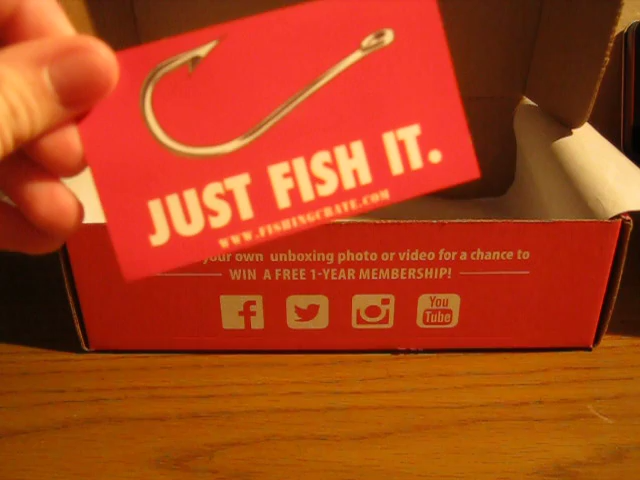 JUST FISH IT.
WWW.FISHINGCRATE.COM
your own unboxing photo or video for a chance to
WIN A FREE 1-YEAR MEMBERSHIP!
f
You
Tube